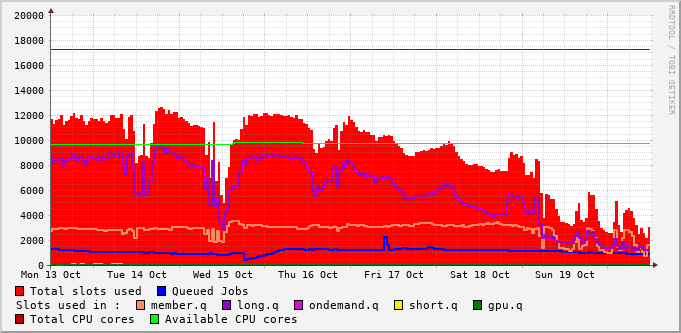 20000
18000
16000
14000
12000
10000
8000
6000
4000
2000
0
Mon 13 Oct Tue 14 Oct Wed 15 Oct Thu 16 Oct Fri 17 Oct Sat 18 Oct Sun 19 Oct
Total slots used Queued Jobs
Slots used in : member.q long.q ondemand.q short.q gpu.q
Total CPU cores Available CPU cores
RRDTOOL / TOBI OETIKER